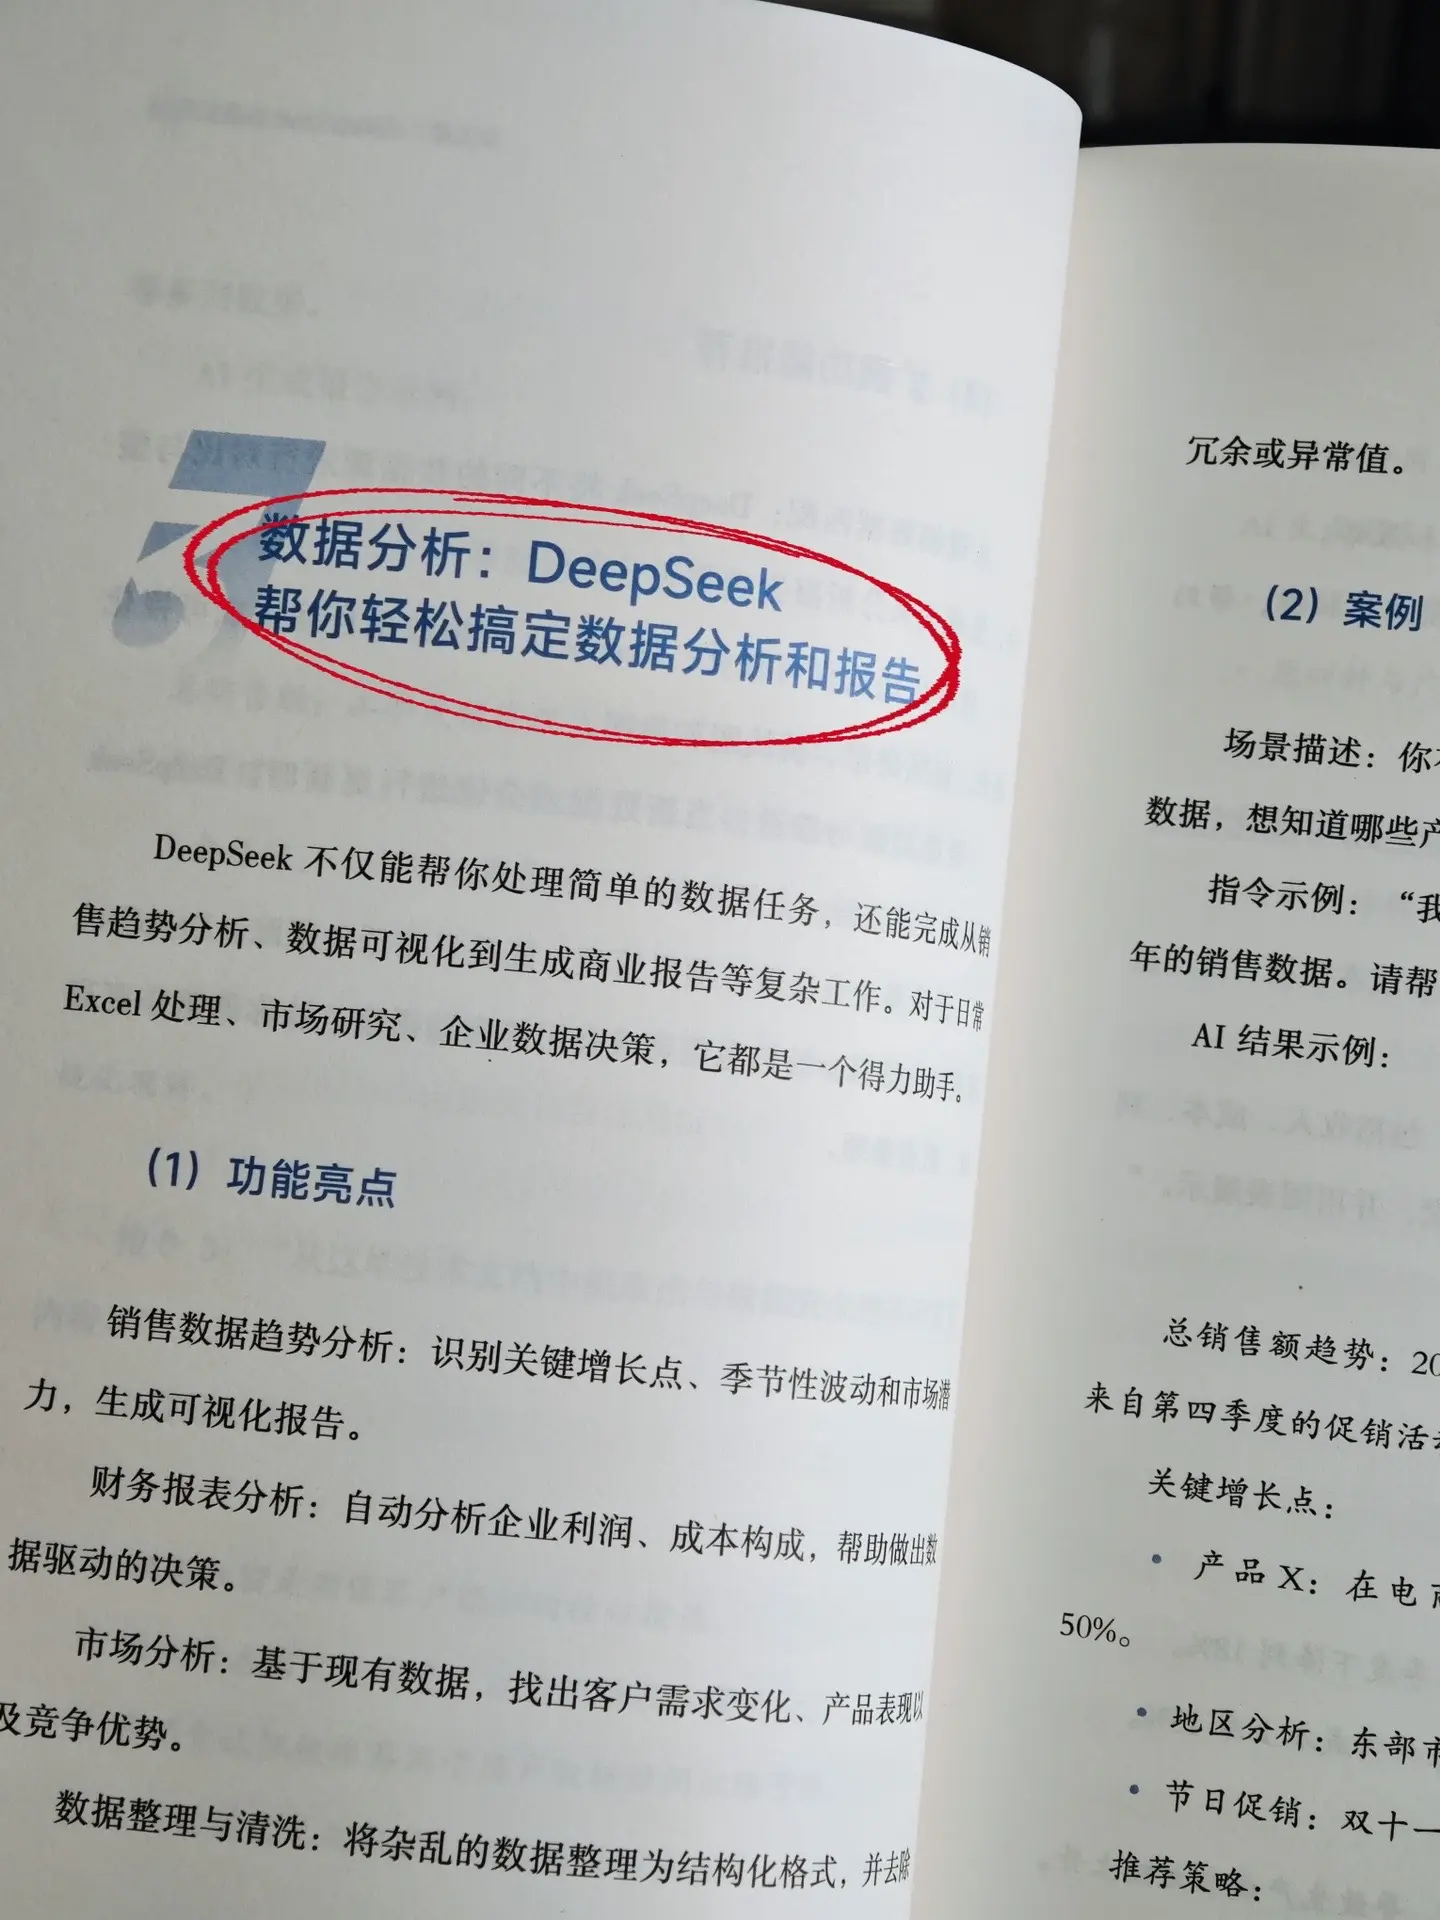 7
数据分析：DeepSeek
帮你轻松搞定数据分析和报告
DeepSeek 不仅能帮你处理简单的数据任务，还能完成从销
售趋势分析、数据可视化到生成商业报告等复杂工作。对于日常
Excel 处理、市场研究、企业数据决策，它都是一个得力助手。
（1）功能亮点
销售数据趋势分析：识别关键增长点、季节性波动和市场潜
力，生成可视化报告。
财务报表分析：自动分析企业利润、成本构成，帮助做出数
据驱动的决策。
市场分析：基于现有数据，找出客户需求变化、产品表现以
及竞争优势。
数据整理与清洗：将杂乱的数据整理为结构化格式，并去除
冗余或异常值。
（2）案例
场景描述：你
数据，想知道哪些产
指令示例：“我
年的销售数据。请帮
AI 结果示例：
总销售额趋势：20
来自第四季度的促销活
关键增长点：
• 产品 X：在电
50%。
• 地区分析：东部
• 节日促销：双十一
推荐策略：